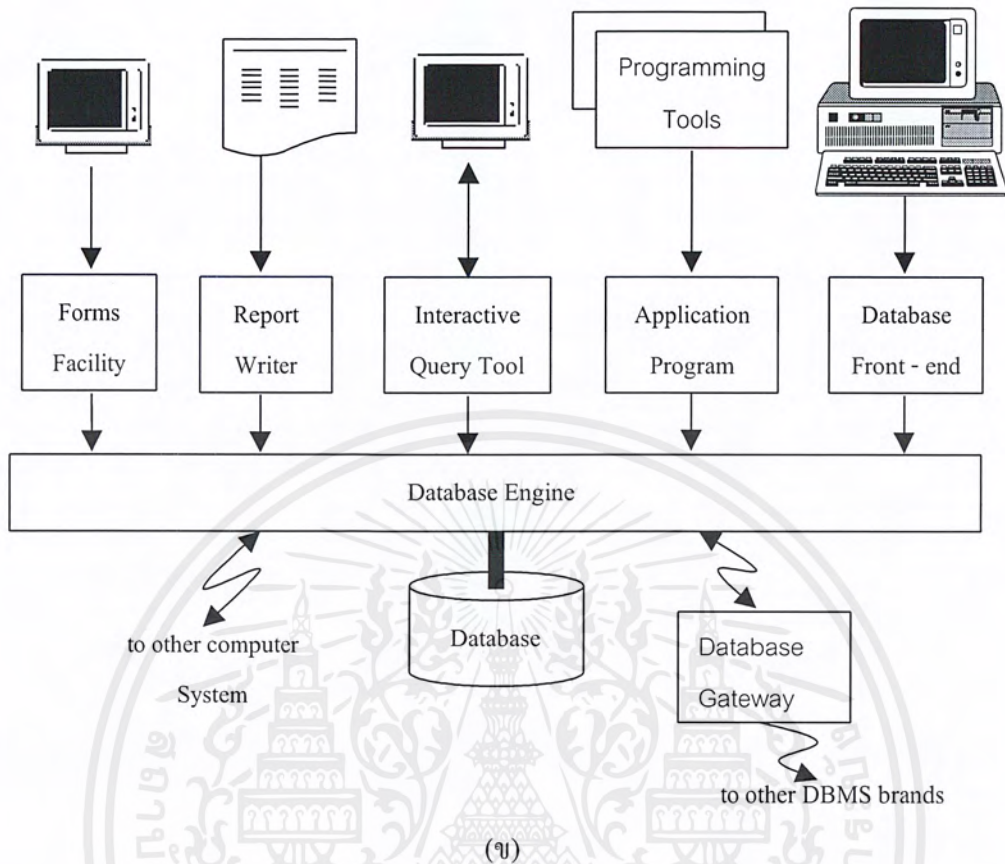 Programming
Tools
Forms
Facility
Report
Writer
Interactive
Query Tool
Application
Program
Database
Front - end
Database Engine
to other computer
System
Database
Database
Gateway
to other DBMS brands
(ข)